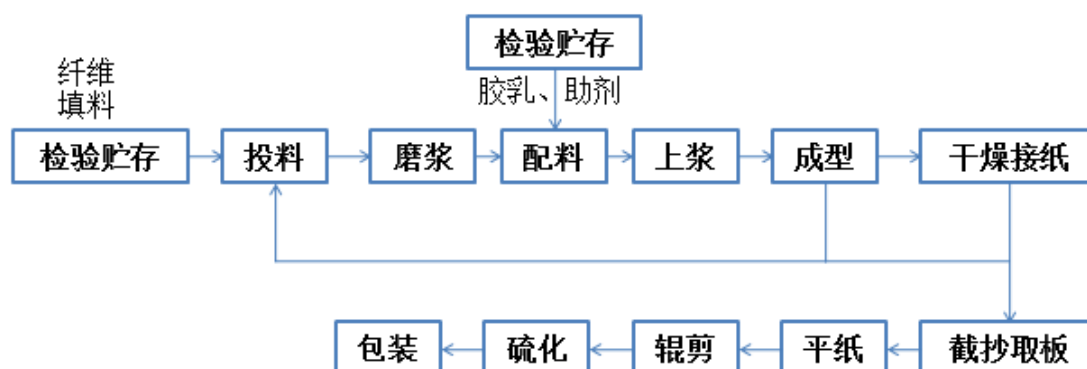 检验贮存
纤维
填料
胶乳、助剂
检验贮存
投料
磨浆
配料
上浆
成型
干燥接纸
包装
硫化
辊剪
平纸
截抄取板